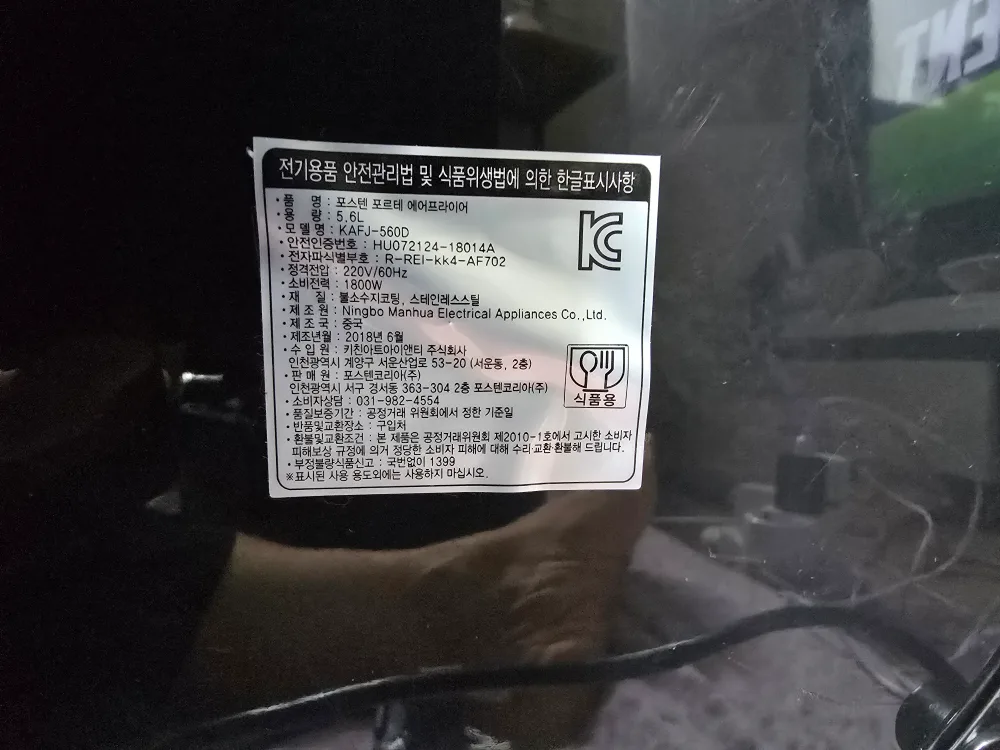 전기용품 안전관리법 및 식품위생법에 의한 한글표시사항
·품 명 : 포스텐 포르테 에어프라이어
·용 량 : 5.6L
·모 델 명 : KAFJ-560D
·안전인증번호 : HU072124-18014A
·전자파식별부호 : R-REI-kk4-AF702
·정격전압 : 220V/60Hz
·소비전력 : 1800W
·재 질 : 불소수지코팅, 스테인레스스틸
·제 조 원 : Ningbo Manhua Electrical Appliances Co.,Ltd.
·제 조 국 : 중국
·제조년월 : 2018년 6월
·수 입 원 : 키친아트아이앤티 주식회사
인천광역시 계양구 서운산업로 53-20 (서운동, 2층)
·판 매 원 : 포스텐코리아(주)
인천광역시 서구 경서동 363-304 2층 포스텐코리아(주)
·소비자상담 : 031-982-4554
·품질보증기간 : 공정거래 위원회에서 정한 기준일
·반품및교환장소 : 구입처
·환불및교환조건 : 본 제품은 공정거래위원회 제2010-1호에서 고시한 소비자
피해보상 규정에 의거 정당한 소비자 피해에 대해 수리·교환·환불해 드립니다.
·부정불량식품신고 : 국번없이 1399
※표시된 사용 용도외에는 사용하지 마십시오.
KC
식품용
ENT